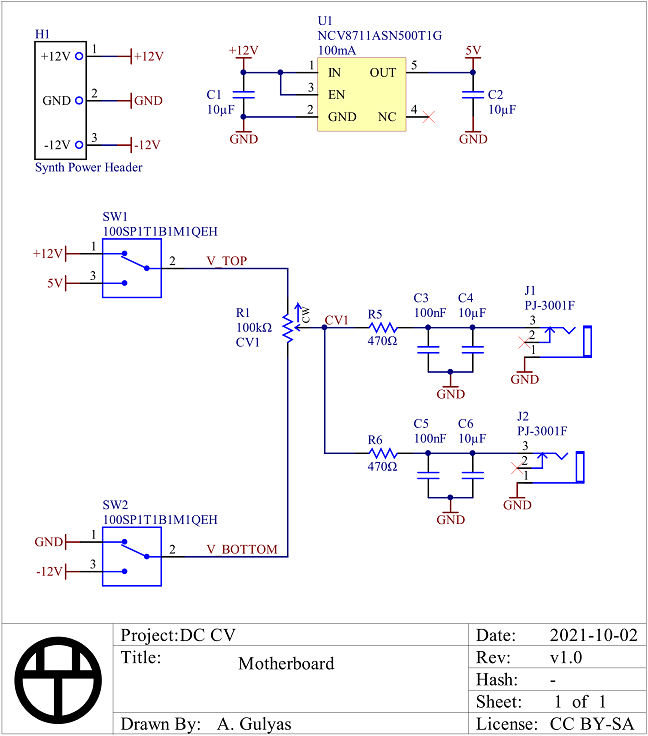 H1
+12V 1 +12V
GND 2 GND
-12V 3 -12V
Synth Power Header
U1
NCV8711ASN500T1G
100mA
+12V 1 IN OUT 5 5V
3 EN
C1 10µF
2 GND NC 4
C2 10µF
GND GND
SW1
100SP1T1B1M1QEH
+12V 1
2 V_TOP
5V 3
R1
100kΩ
CV1
CW
CV1
R5
470Ω
C3
100nF
C4
10µF
GND
J1
PJ-3001F
3
2
1
GND
R6
470Ω
C5
100nF
C6
10µF
GND
J2
PJ-3001F
3
2
1
GND
SW2
100SP1T1B1M1QEH
GND 1
2 V_BOTTOM
-12V 3
Project:DC CV
Title: Motherboard
Drawn By: A. Gulyas
Date: 2021-10-02
Rev: v1.0
Hash: -
Sheet: 1 of 1
License: CC BY-SA